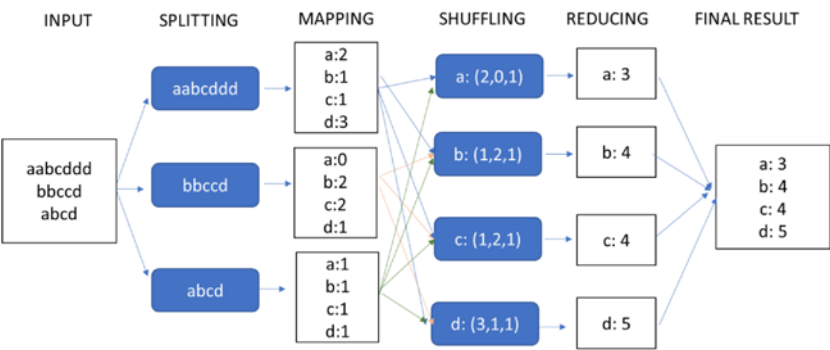 INPUT
SPLITTING
MAPPING
SHUFFLING
REDUCING
FINAL RESULT
aabcddd
bbccd
abcd
aabcddd
bbccd
abcd
a:2
b:1
c:1
d:3
a:0
b:2
c:2
d:1
a:1
b:1
c:1
d:1
a: (2,0,1)
b: (1,2,1)
c: (1,2,1)
d: (3,1,1)
a: 3
b: 4
c: 4
d: 5
a: 3
b: 4
c: 4
d: 5